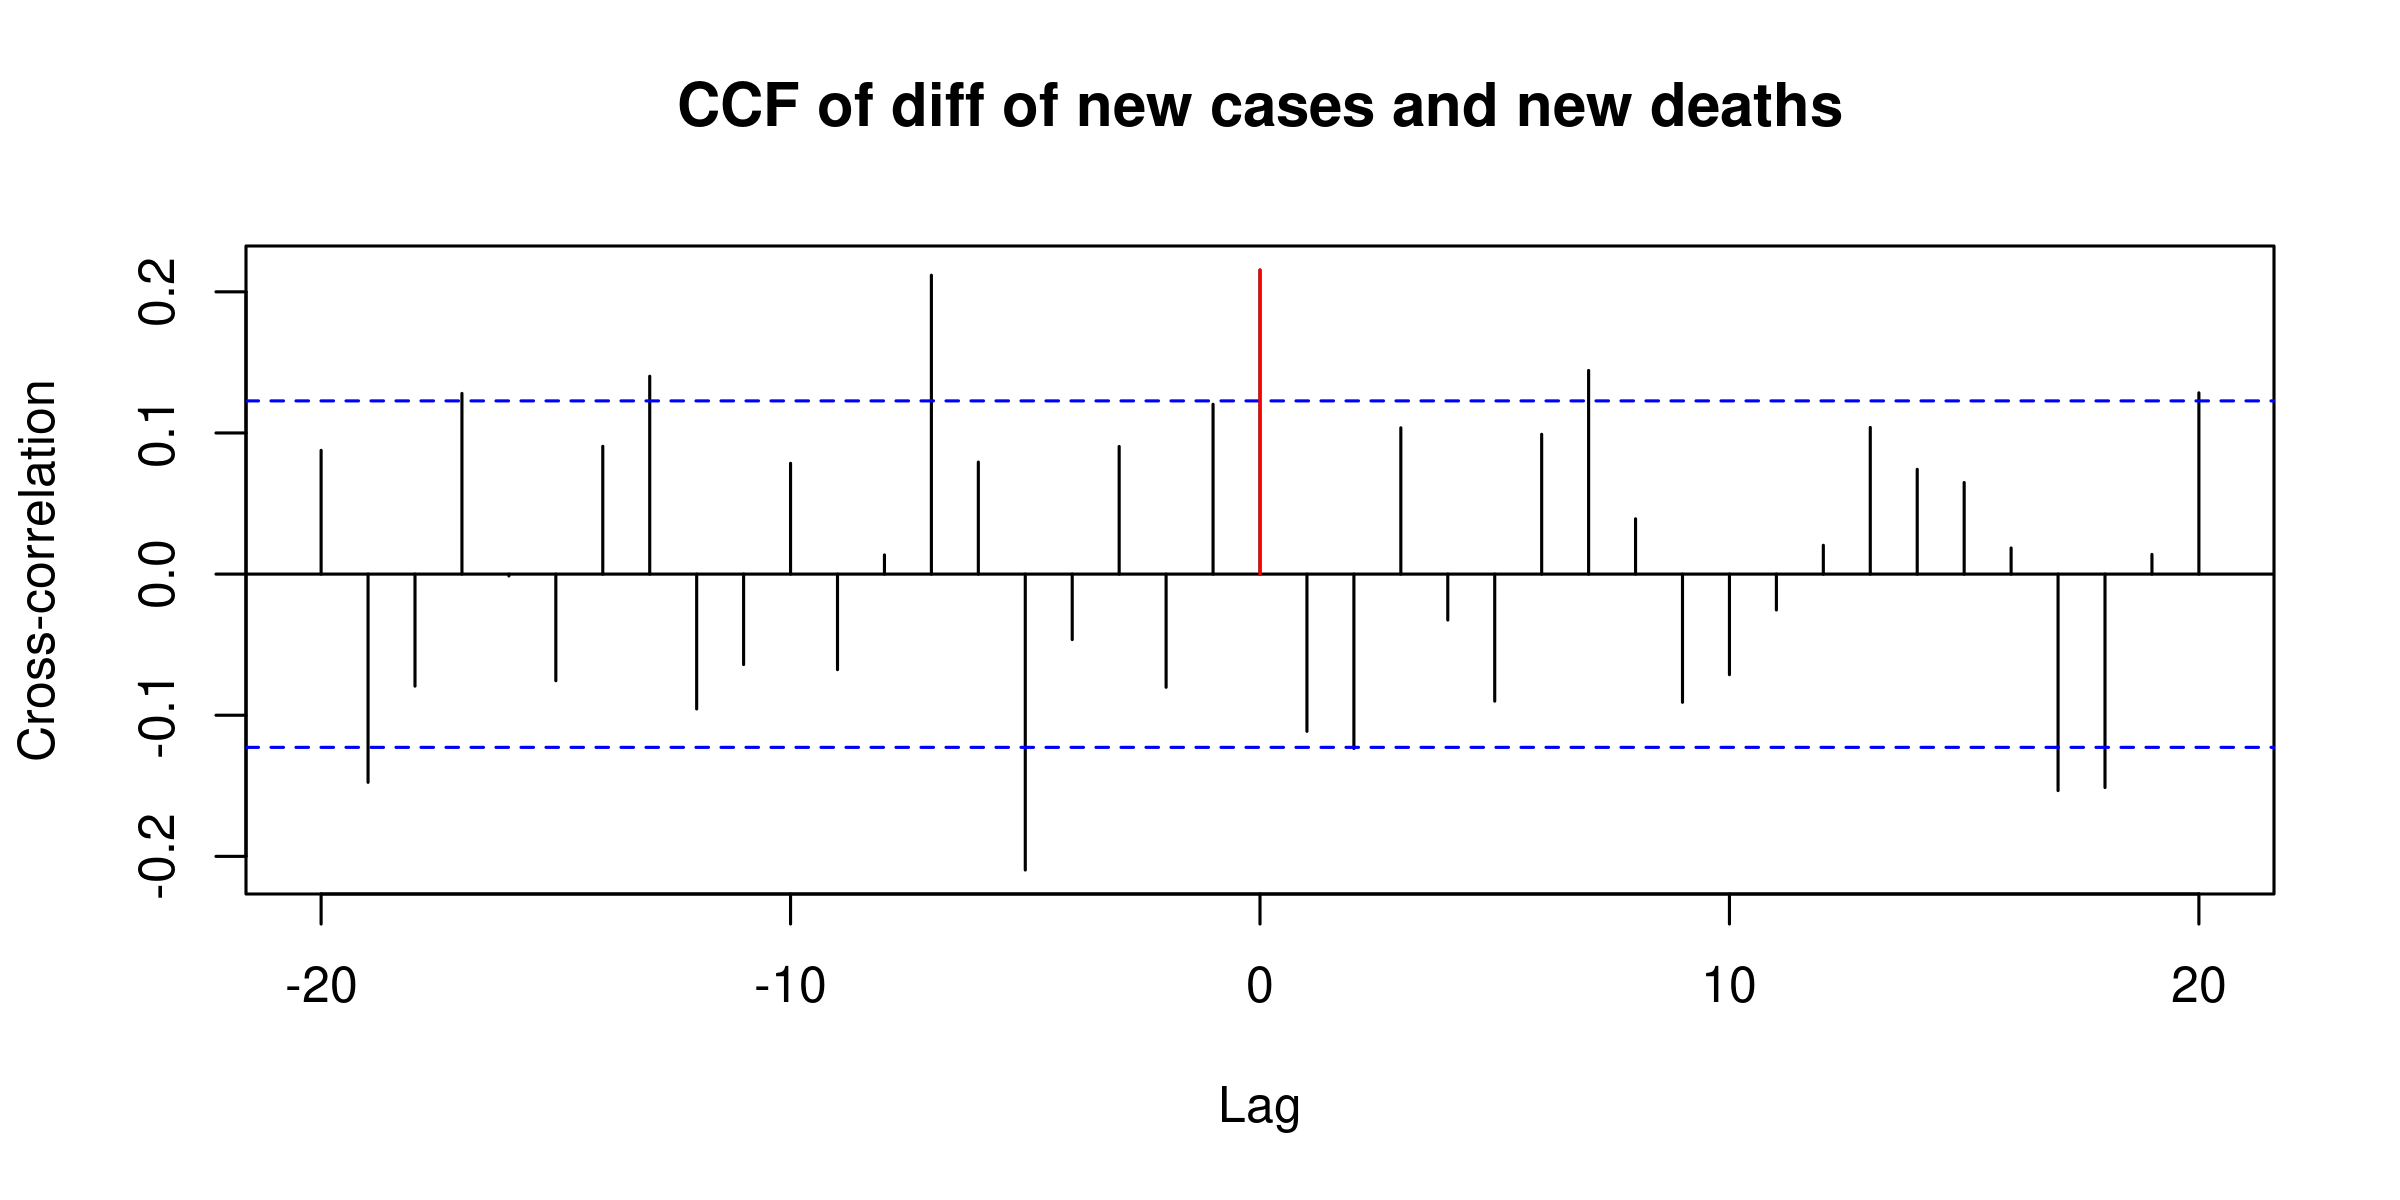 CCF of diff of new cases and new deaths
Cross-correlation
0.2
0.1
0.0
-0.1
-0.2
-20 -10 0 10 20
Lag